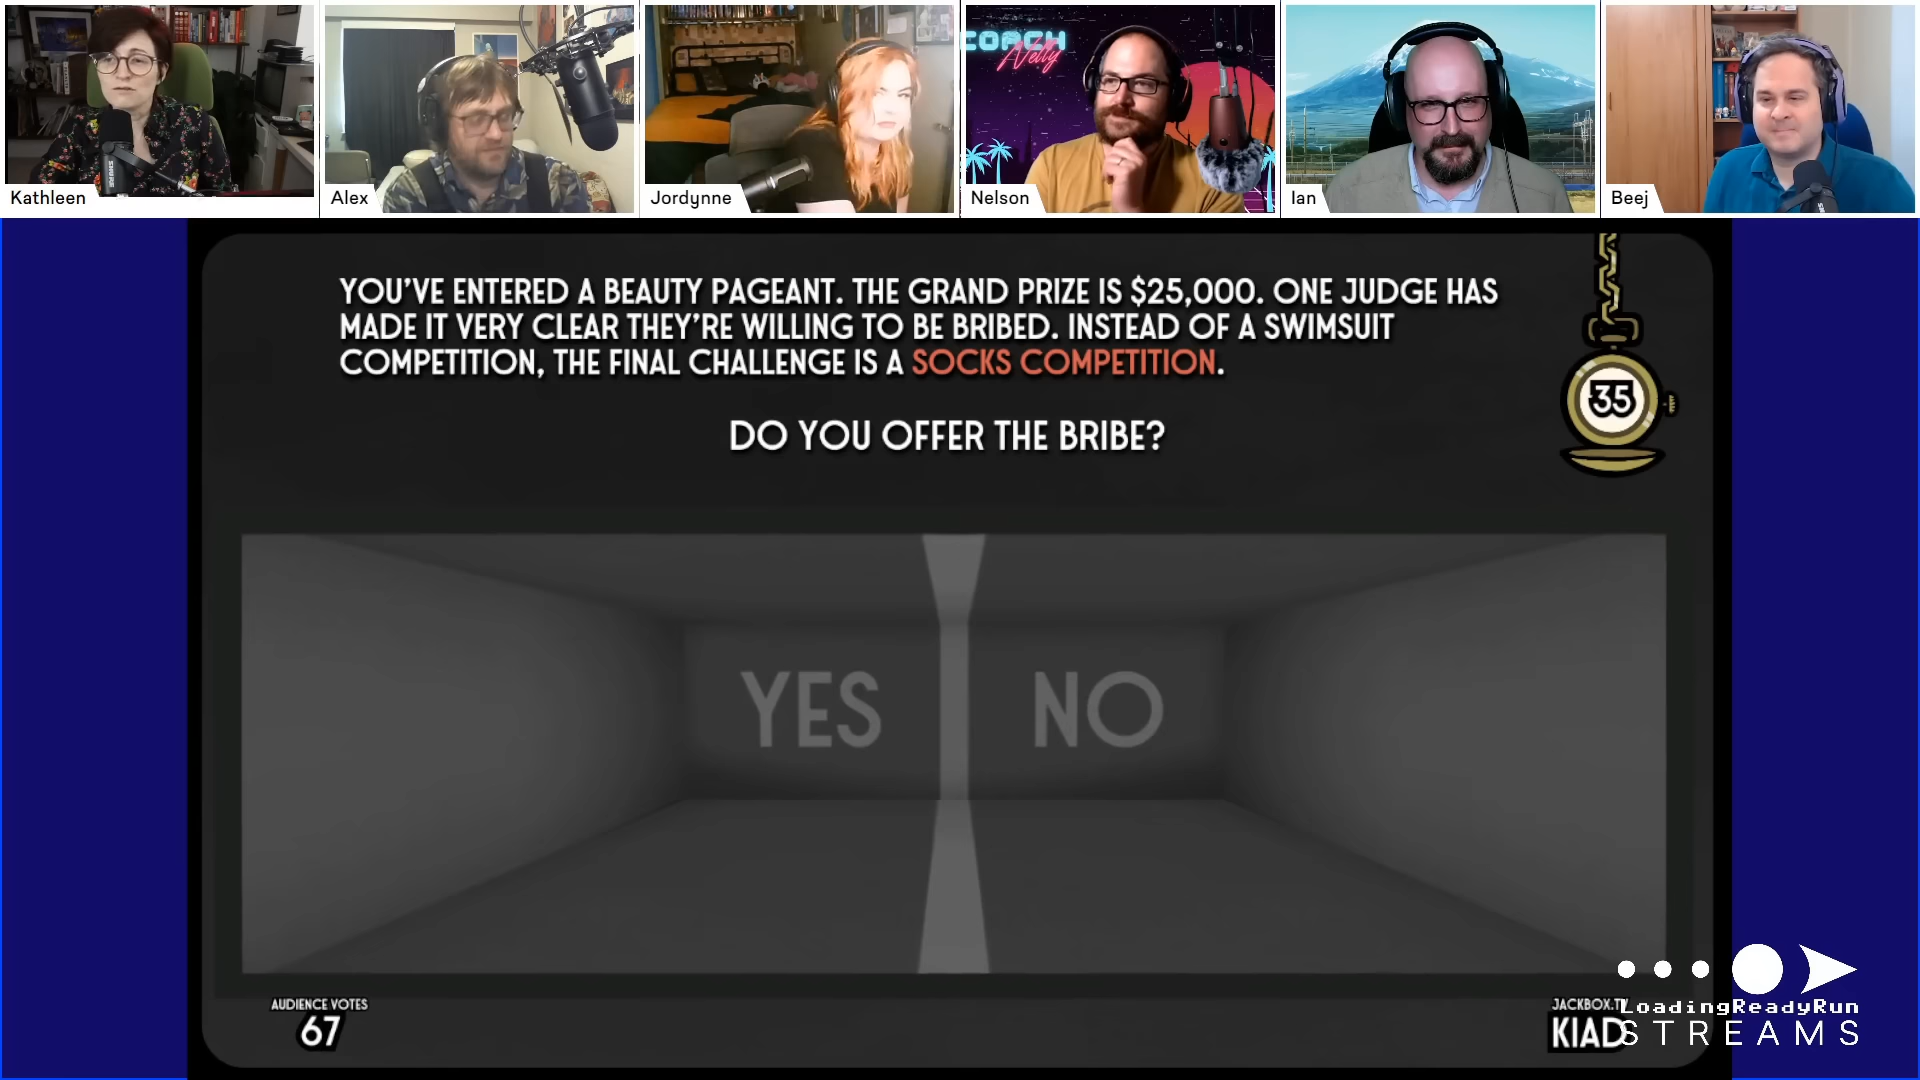 Kathleen
Alex
Jordynne
COACH
Nelly
Nelson
Ian
Beej
YOU'VE ENTERED A BEAUTY PAGEANT. THE GRAND PRIZE IS $25,000. ONE JUDGE HAS
MADE IT VERY CLEAR THEY'RE WILLING TO BE BRIBED. INSTEAD OF A SWIMSUIT
COMPETITION, THE FINAL CHALLENGE IS A SOCKS COMPETITION.
35
DO YOU OFFER THE BRIBE?
YES
NO
AUDIENCE VOTES
67
JACKBOX.TV
KIAD
LoadingReadyRun
STREAMS